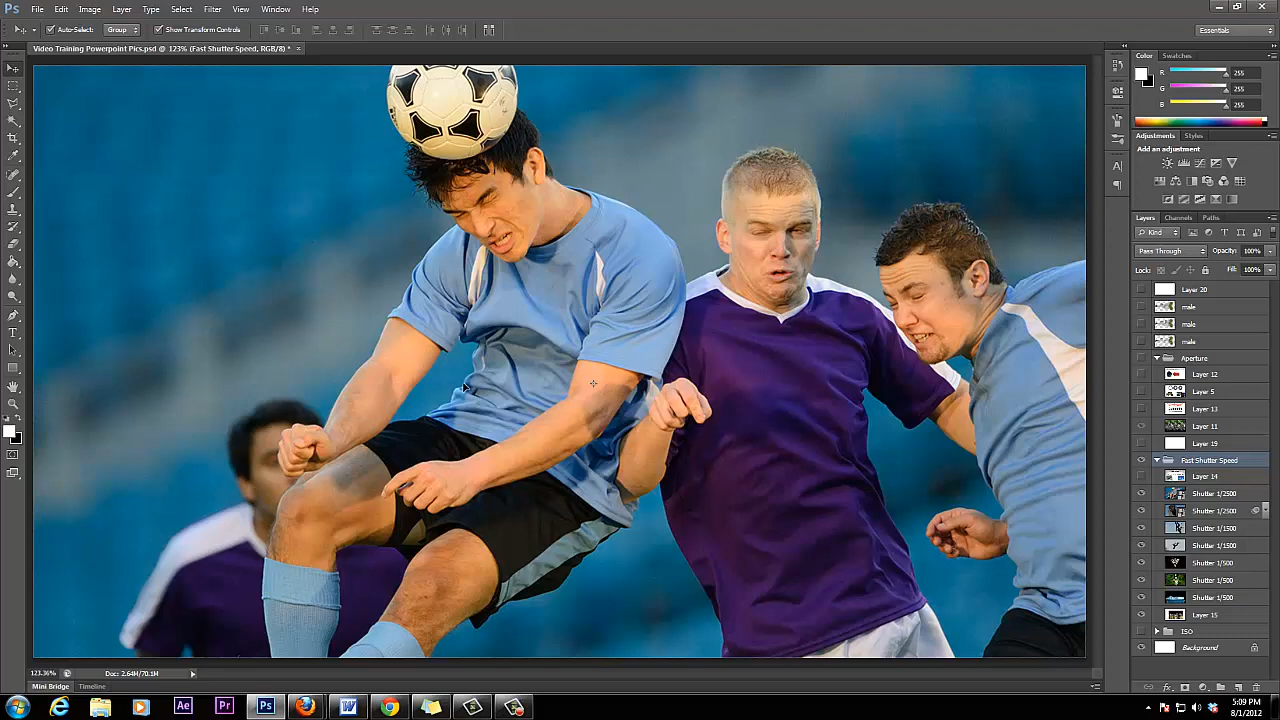 Ps File Edit Image Layer Type Select Filter View Window Help
Auto-Select: Group Show Transform Controls Essentials
Video Training Powerpoint Pics.psd @ 123% (Fast Shutter Speed, RGB/8) * ×
Color Swatches
R 255
G 255
B 255
Adjustments Styles
Add an adjustment
Layers Channels Paths
Kind
Pass Through Opacity: 100%
Lock: Fill: 100%
Layer 20
male
male
male
Aperture
Layer 12
Layer 5
Layer 13
Layer 11
Layer 19
Fast Shutter Speed
Layer 14
Shutter 1/2500
Shutter 1/2500
Shutter 1/1500
Shutter 1/1500
Shutter 1/500
Shutter 1/500
Shutter 1/500
Layer 15
ISO
Background
123.36% Doc: 2.64M/70.1M
Mini Bridge Timeline
Ae Pr Ps W
5:09 PM
8/1/2012